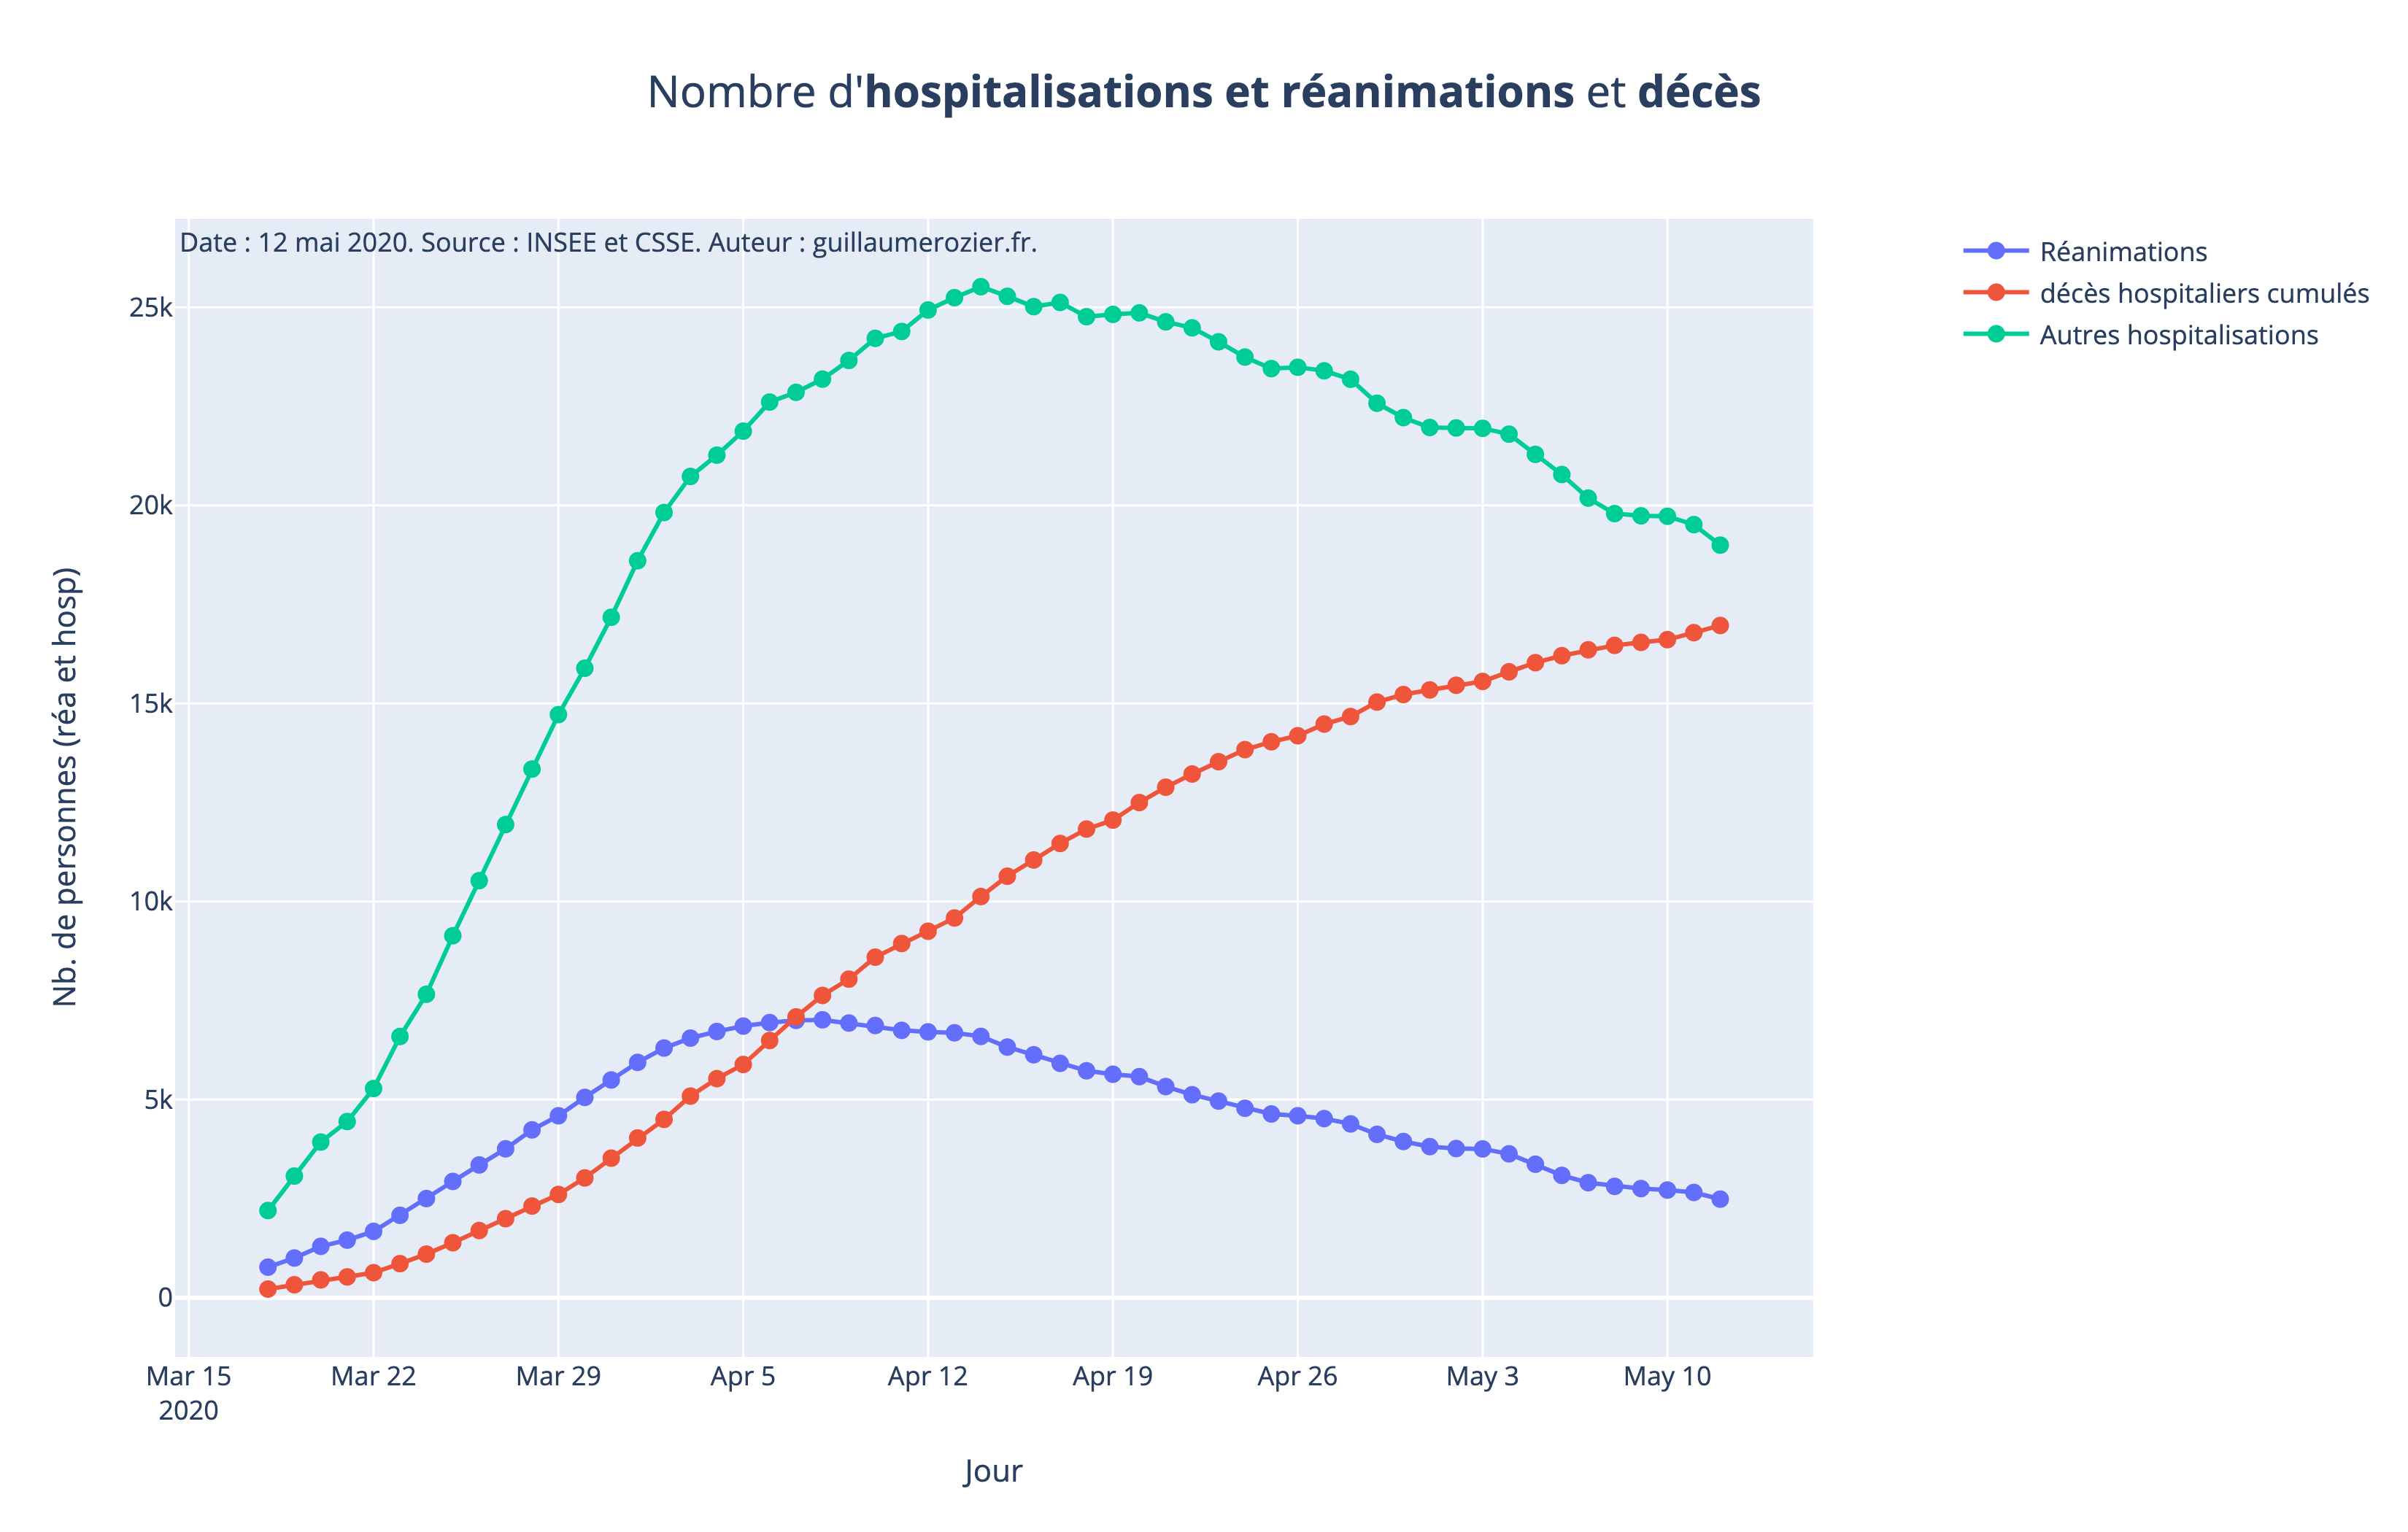 Nombre d'hospitalisations et réanimations et décès
Date : 12 mai 2020. Source : INSEE et CSSE. Auteur : guillaumerozier.fr.
Réanimations
décès hospitaliers cumulés
Autres hospitalisations
Nb. de personnes (réa et hosp)
25k
20k
15k
10k
5k
0
Mar 15 Mar 22 Mar 29 Apr 5 Apr 12 Apr 19 Apr 26 May 3 May 10
2020
Jour